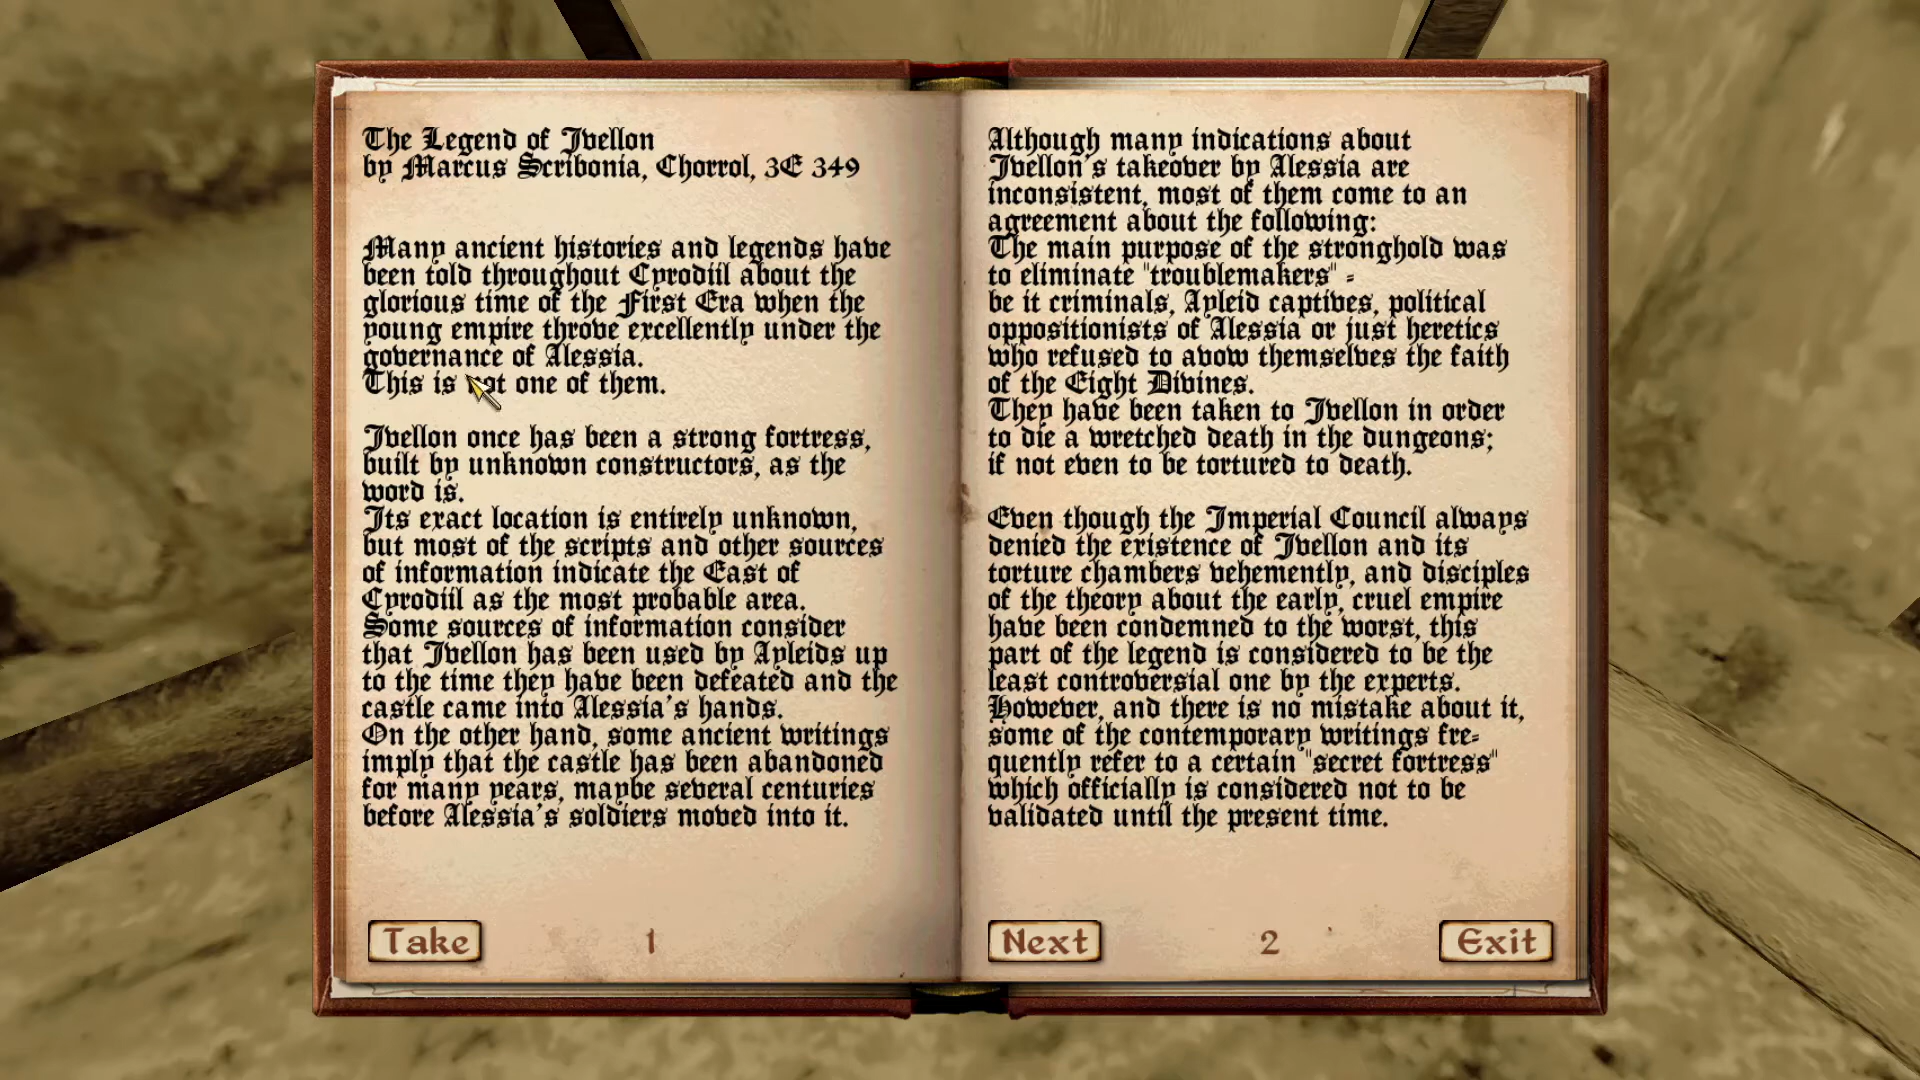 The Legend of Ivellon
by Marcus Scribonia, Chorrol, 3E 349
Many ancient histories and legends have
been told throughout Cyrodiil about the
glorious time of the First Era when the
young empire throve excellently under the
governance of Alessia.
This is not one of them.
Ivellon once has been a strong fortress,
built by unknown constructors, as the
word is.
Its exact location is entirely unknown,
but most of the scripts and other sources
of information indicate the East of
Cyrodiil as the most probable area.
Some sources of information consider
that Ivellon has been used by Ayleids up
to the time they have been defeated and the
castle came into Alessia's hands.
On the other hand, some ancient writings
imply that the castle has been abandoned
for many years, maybe several centuries
before Alessia's soldiers moved into it.
Take
1
Although many indications about
Ivellon's takeover by Alessia are
inconsistent, most of them come to an
agreement about the following:
The main purpose of the stronghold was
to eliminate "troublemakers" -
be it criminals, Ayleid captives, political
oppositionists of Alessia or just heretics
who refused to avow themselves the faith
of the Eight Divines.
They have been taken to Ivellon in order
to die a wretched death in the dungeons;
if not even to be tortured to death.
Even though the Imperial Council always
denied the existence of Ivellon and its
torture chambers vehemently, and disciples
of the theory about the early, cruel empire
have been condemned to the worst, this
part of the legend is considered to be the
least controversial one by the experts.
However, and there is no mistake about it,
some of the contemporary writings fre-
quently refer to a certain "secret fortress"
which officially is considered not to be
validated until the present time.
Next
2
Exit